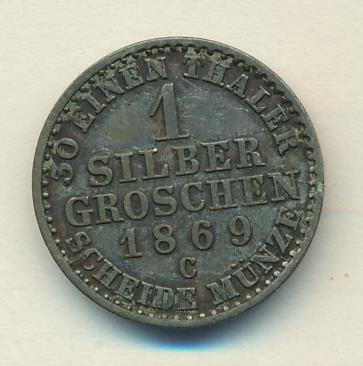 30 EINEN THALER
1
SILBER
GROSCHEN
1869
C
SCHEIDE MÜNZE